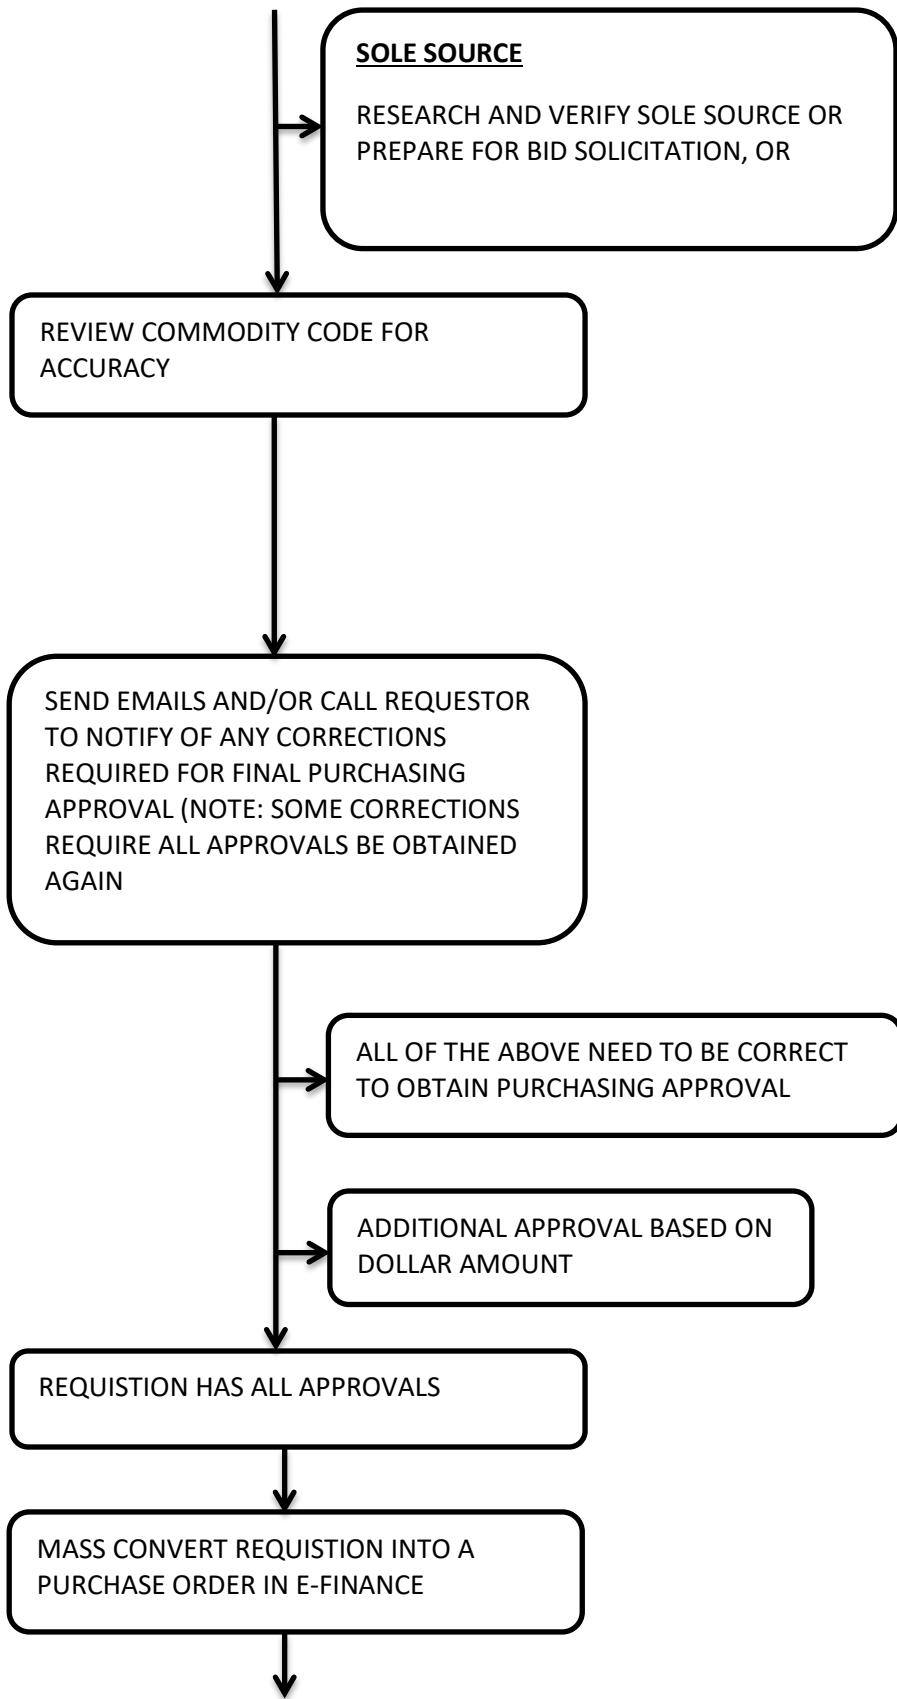 SOLE SOURCE
RESEARCH AND VERIFY SOLE SOURCE OR
PREPARE FOR BID SOLICITATION, OR
REVIEW COMMODITY CODE FOR
ACCURACY
SEND EMAILS AND/OR CALL REQUESTOR
TO NOTIFY OF ANY CORRECTIONS
REQUIRED FOR FINAL PURCHASING
APPROVAL (NOTE: SOME CORRECTIONS
REQUIRE ALL APPROVALS BE OBTAINED
AGAIN
ALL OF THE ABOVE NEED TO BE CORRECT
TO OBTAIN PURCHASING APPROVAL
ADDITIONAL APPROVAL BASED ON
DOLLAR AMOUNT
REQUISTION HAS ALL APPROVALS
MASS CONVERT REQUISTION INTO A
PURCHASE ORDER IN E-FINANCE